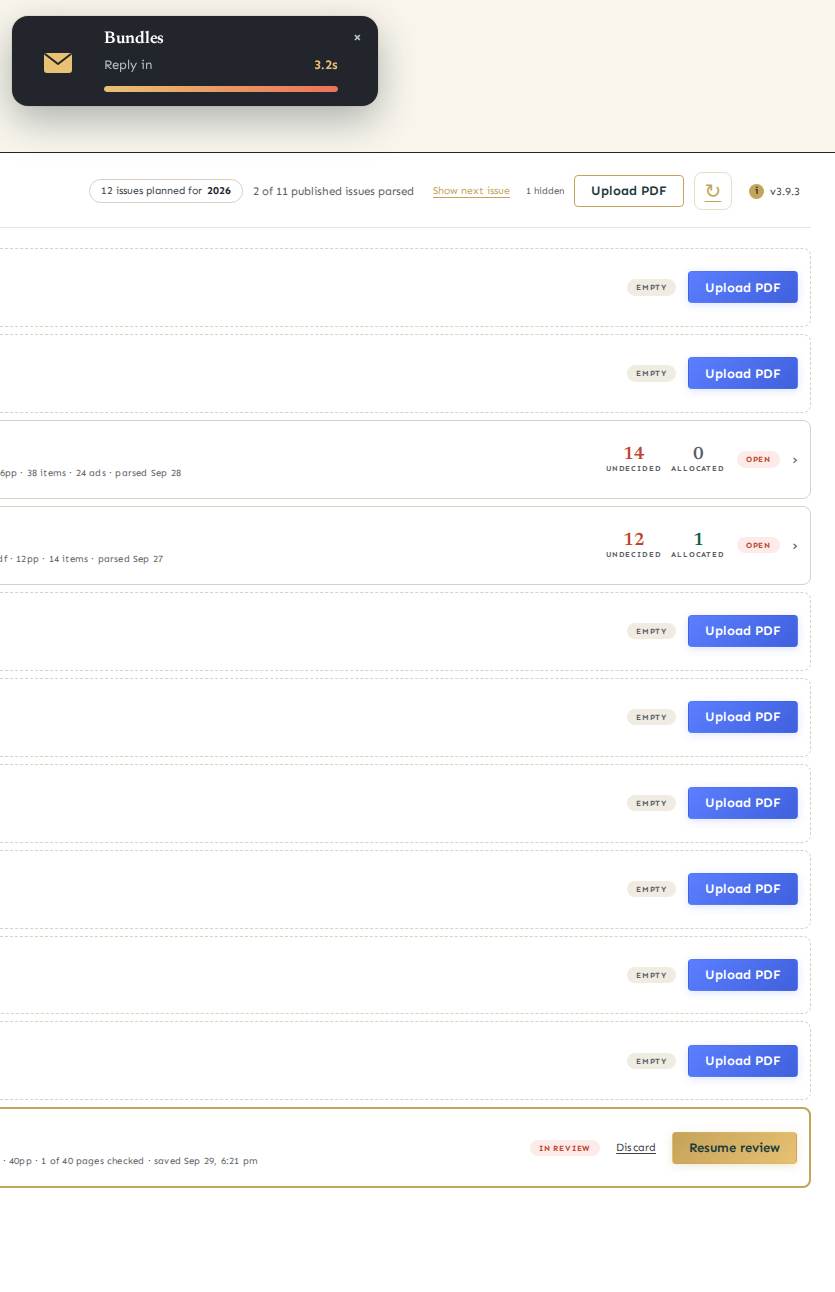 Bundles ×
Reply in 3.2s
12 issues planned for 2026 2 of 11 published issues parsed Show next issue 1 hidden Upload PDF ↻ i v3.9.3
EMPTY Upload PDF
EMPTY Upload PDF
6pp · 38 items · 24 ads · parsed Sep 28
14 0
UNDECIDED ALLOCATED
OPEN ›
df · 12pp · 14 items · parsed Sep 27
12 1
UNDECIDED ALLOCATED
OPEN ›
EMPTY Upload PDF
EMPTY Upload PDF
EMPTY Upload PDF
EMPTY Upload PDF
EMPTY Upload PDF
EMPTY Upload PDF
· 40pp · 1 of 40 pages checked · saved Sep 29, 6:21 pm
IN REVIEW Discard Resume review